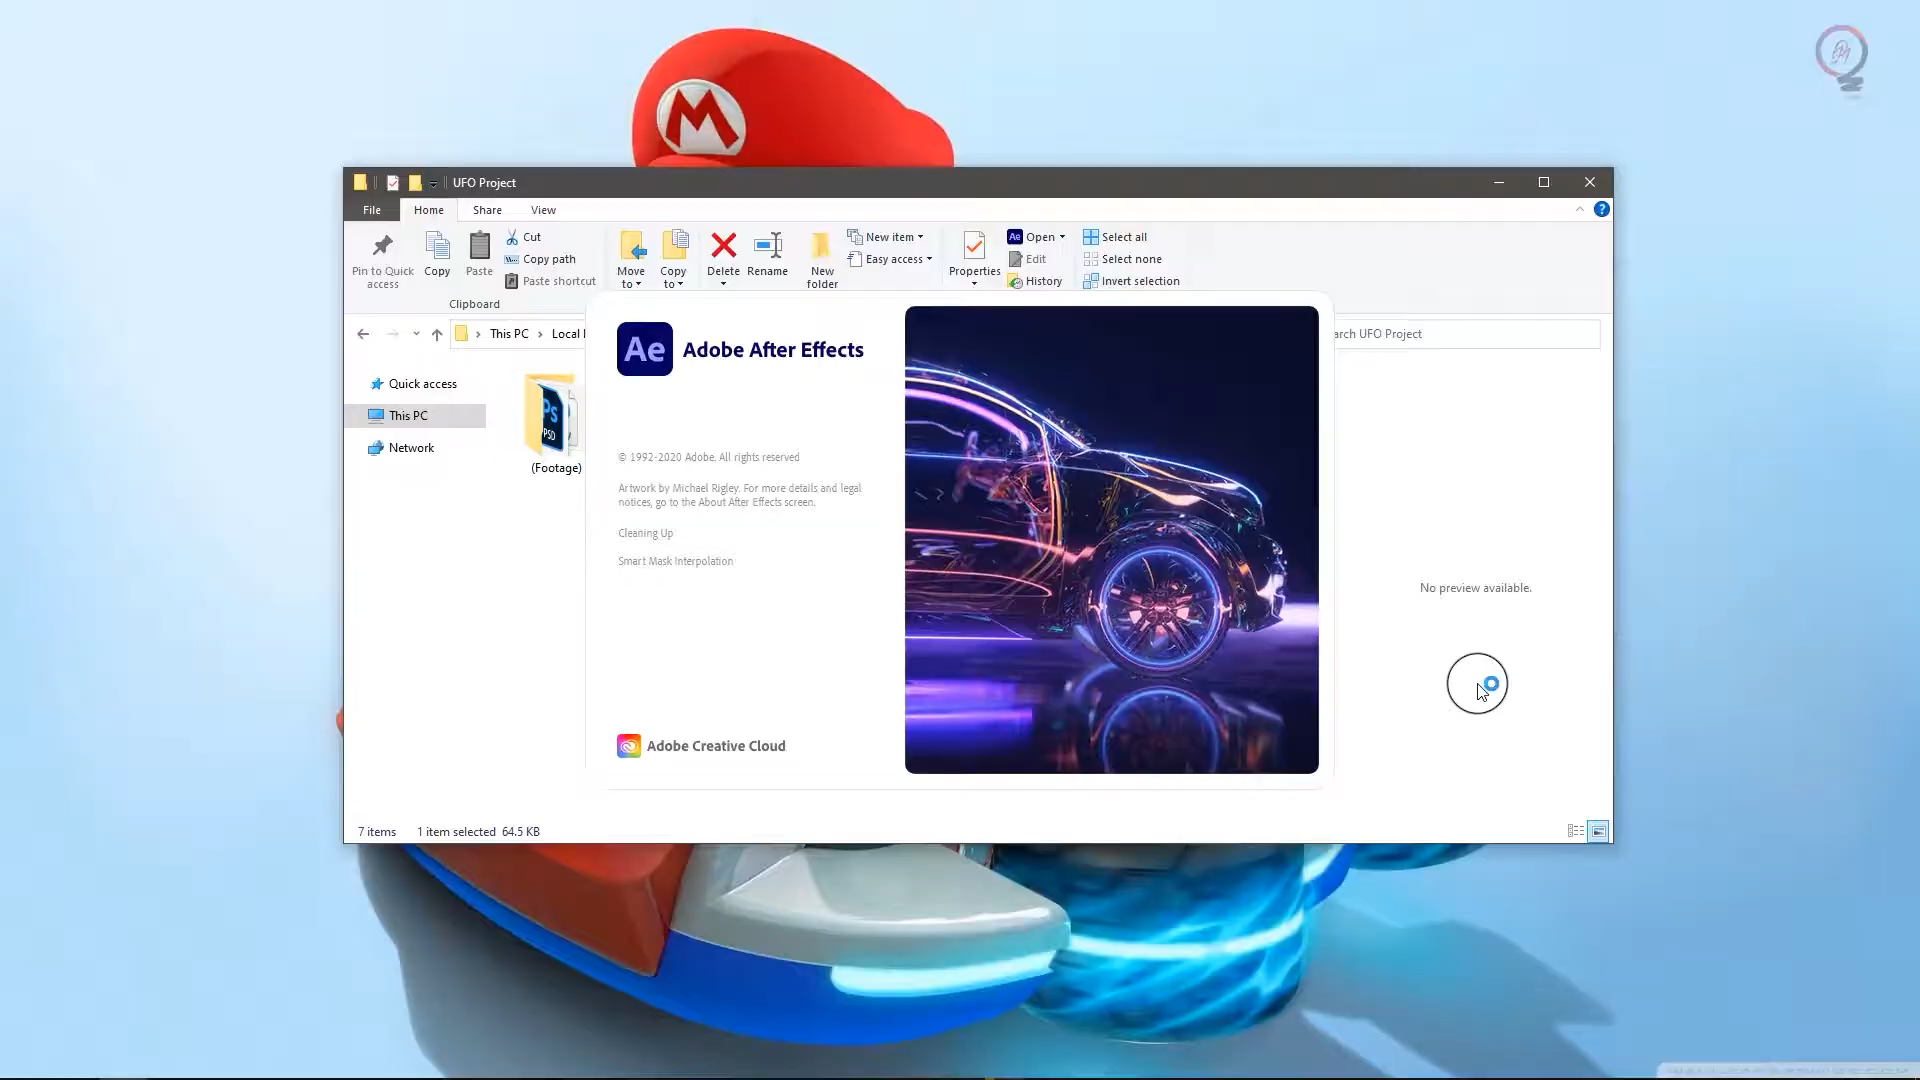 M
UFO Project
File Home Share View
Pin to Quick access
Copy
Paste
Cut
Copy path
Paste shortcut
Clipboard
Move to
Copy to
Delete
Rename
New folder
New item
Easy access
Properties
Ae Open
Edit
History
Select all
Select none
Invert selection
This PC > Local
arch UFO Project
Quick access
This PC
Network
Ps
PSD
(Footage)
Ae Adobe After Effects
© 1992-2020 Adobe. All rights reserved
Artwork by Michael Rigley. For more details and legal
notices, go to the About After Effects screen.
Cleaning Up
Smart Mask Interpolation
Adobe Creative Cloud
No preview available.
7 items 1 item selected 64.5 KB